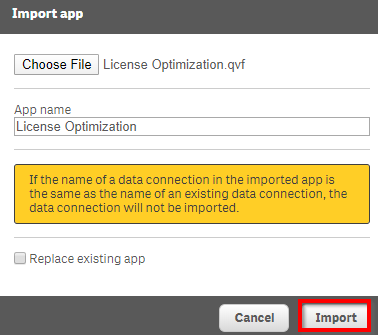 Import app
Choose File License Optimization.qvf
App name
License Optimization
If the name of a data connection in the imported app is
the same as the name of an existing data connection, the
data connection will not be imported.
Replace existing app
Cancel Import